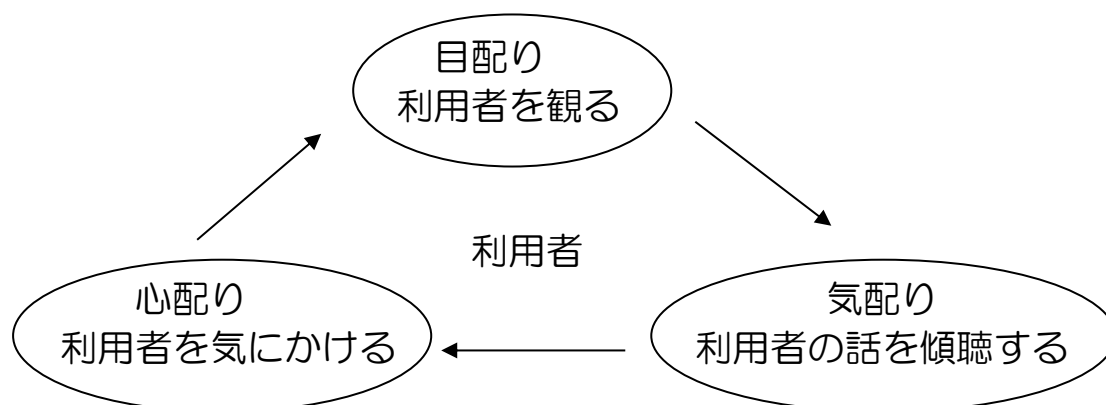 目配り
利用者を観る
利用者
心配り
利用者を気にかける
気配り
利用者の話を傾聴する